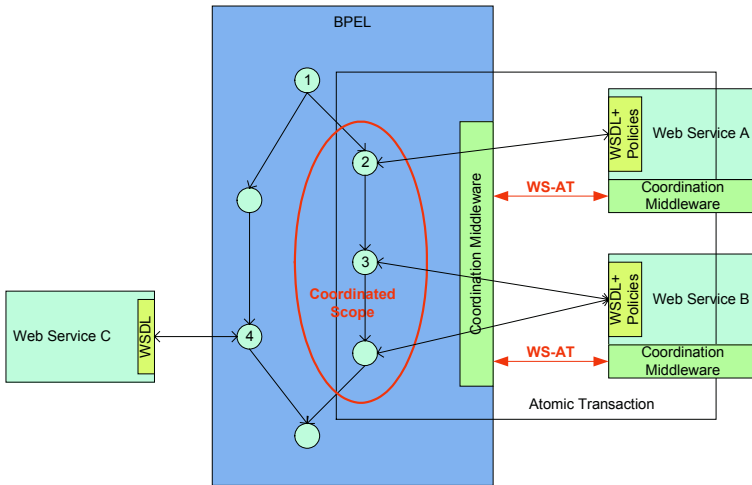 BPEL
1
2
3
4
Coordinated
Scope
Coordination Middleware
WS-AT
WS-AT
WSDL+
Policies
Web Service A
Coordination
Middleware
WSDL+
Policies
Web Service B
Coordination
Middleware
Web Service C
WSDL
Atomic Transaction